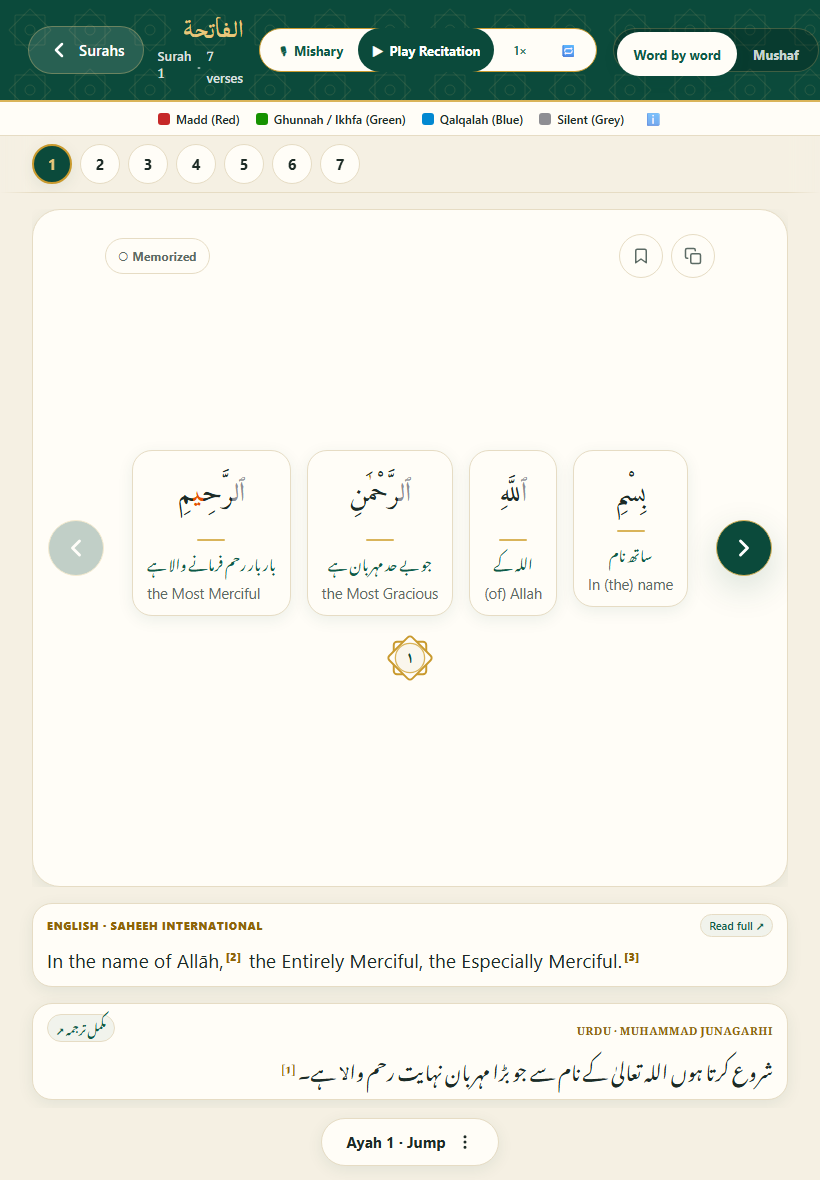 Surahs
الفاتحة
Surah 1 · 7 verses
Mishary
Play Recitation
1×
Word by word
Mushaf
Madd (Red)
Ghunnah / Ikhfa (Green)
Qalqalah (Blue)
Silent (Grey)
1 2 3 4 5 6 7
Memorized
بِسْمِ
ساتھ نام
In (the) name
ٱللَّهِ
اللہ کے
(of) Allah
ٱلرَّحْمَٰنِ
جو بے حد مہربان ہے
the Most Gracious
ٱلرَّحِيمِ
بار بار رحم فرمانے والا ہے
the Most Merciful
١
ENGLISH · SAHEEH INTERNATIONAL
Read full ↗
In the name of Allāh,[2] the Entirely Merciful, the Especially Merciful.[3]
URDU · MUHAMMAD JUNAGARHI
مکمل ترجمہ ↗
شروع کرتا ہوں اللہ تعالیٰ کے نام سے جو بڑا مہربان نہایت رحم والا ہے۔ [1]
Ayah 1 · Jump